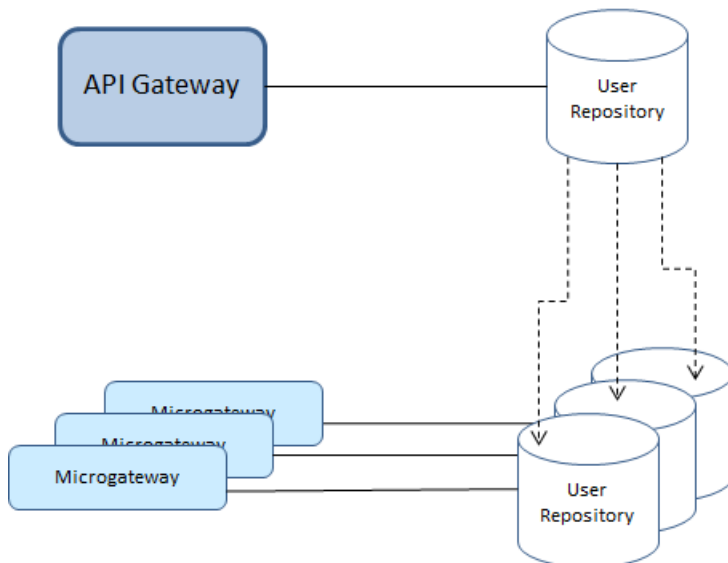 API Gateway
User
Repository
Microgateway
Microgateway
Microgateway
User
Repository